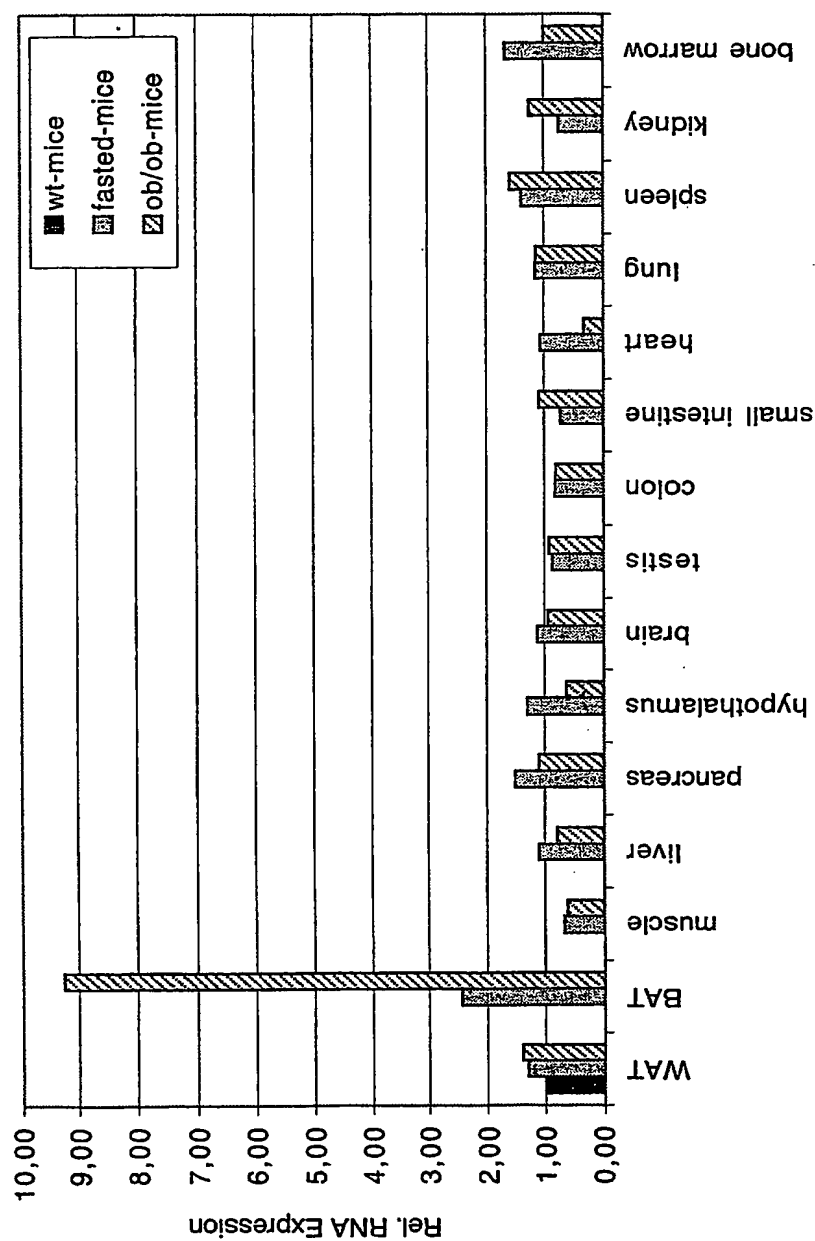 Rel. RNA Expression
10,00
9,00
8,00
7,00
6,00
5,00
4,00
3,00
2,00
1,00
0,00
wt-mice
fasted-mice
ob/ob-mice
WAT
BAT
muscle
liver
pancreas
hypothalamus
brain
testis
colon
small intestine
heart
lung
spleen
kidney
bone marrow